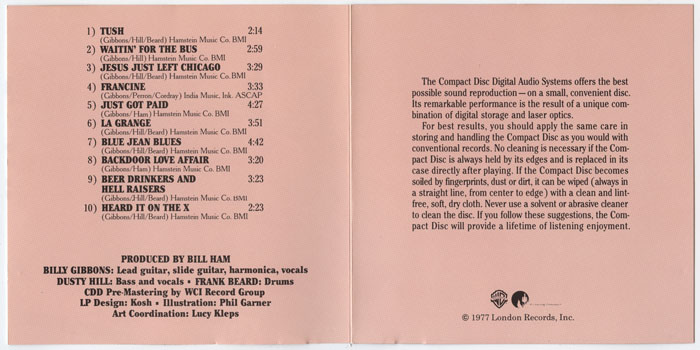 1) TUSH 2:14
(Gibbons/Hill/Beard) Hamstein Music Co. BMI
2) WAITIN' FOR THE BUS 2:59
(Gibbons/Hill) Hamstein Music Co. BMI
3) JESUS JUST LEFT CHICAGO 3:29
(Gibbons/Hill/Beard) Hamstein Music Co. BMI
4) FRANCINE 3:33
(Gibbons/Perron/Cordray) India Music, Ink. ASCAP
5) JUST GOT PAID 4:27
(Gibbons/Ham) Hamstein Music Co. BMI
6) LA GRANGE 3:51
(Gibbons/Hill/Beard) Hamstein Music Co. BMI
7) BLUE JEAN BLUES 4:42
(Gibbons/Hill/Beard) Hamstein Music Co. BMI
8) BACKDOOR LOVE AFFAIR 3:20
(Gibbons/Ham) Hamstein Music Co. BMI
9) BEER DRINKERS AND 3:23
HELL RAISERS
(Gibbons/Hill/Beard) Hamstein Music Co. BMI
10) HEARD IT ON THE X 2:23
(Gibbons/Hill/Beard) Hamstein Music Co. BMI
PRODUCED BY BILL HAM
BILLY GIBBONS: Lead guitar, slide guitar, harmonica, vocals
DUSTY HILL: Bass and vocals • FRANK BEARD: Drums
CDD Pre-Mastering by WCI Record Group
LP Design: Kosh • Illustration: Phil Garner
Art Coordination: Lucy Kleps
The Compact Disc Digital Audio Systems offers the best
possible sound reproduction — on a small, convenient disc.
Its remarkable performance is the result of a unique com-
bination of digital storage and laser optics.
For best results, you should apply the same care in
storing and handling the Compact Disc as you would with
conventional records. No cleaning is necessary if the Com-
pact Disc is always held by its edges and is replaced in its
case directly after playing. If the Compact Disc becomes
soiled by fingerprints, dust or dirt, it can be wiped (always in
a straight line, from center to edge) with a clean and lint-
free, soft, dry cloth. Never use a solvent or abrasive cleaner
to clean the disc. If you follow these suggestions, the Com-
pact Disc will provide a lifetime of listening enjoyment.
© 1977 London Records, Inc.